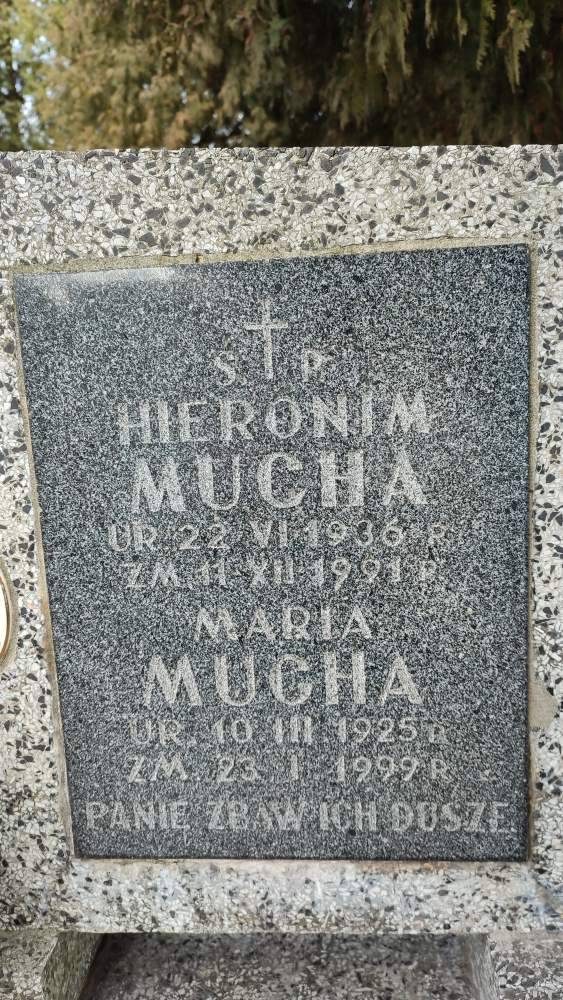 Ś. P.
HIERONIM
MUCHA
UR. 22 VI 1936 R.
ZM. 11 XII 1991 R.
MARIA
MUCHA
UR. 10 III 1925 R.
ZM. 23 I 1999 R.
PANIE ZBAW ICH DUSZE